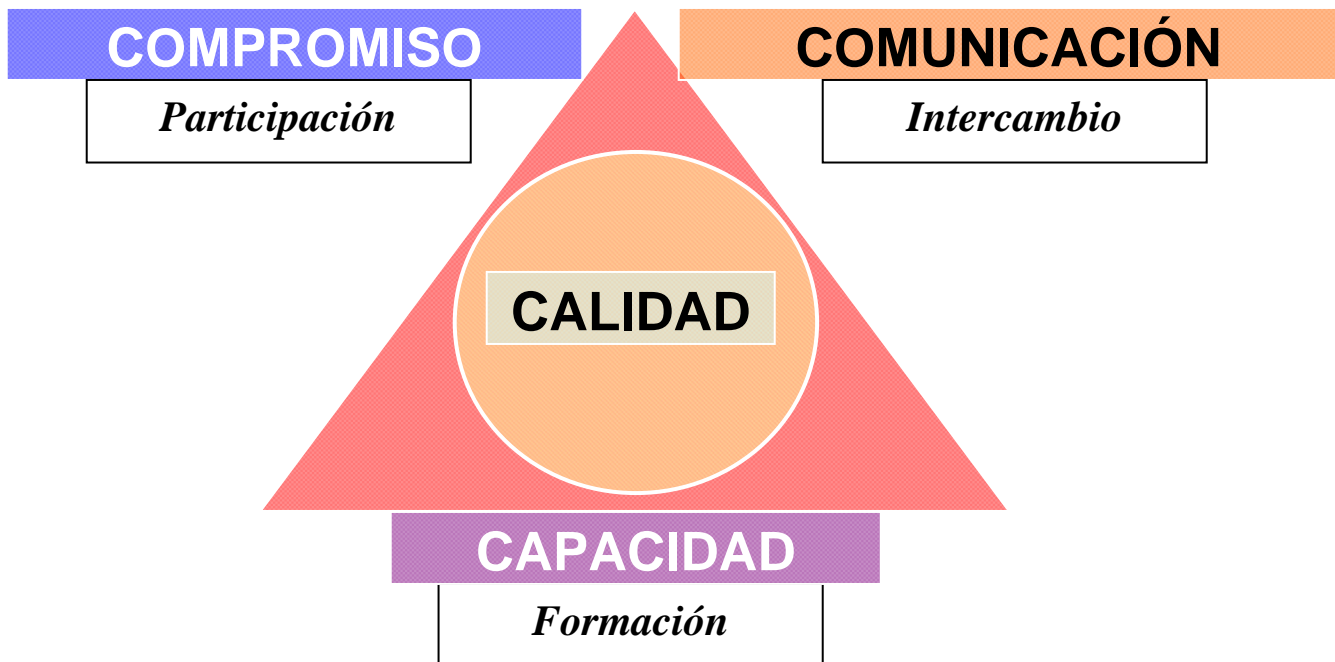 COMPROMISO
Participación
COMUNICACIÓN
Intercambio
CALIDAD
CAPACIDAD
Formación